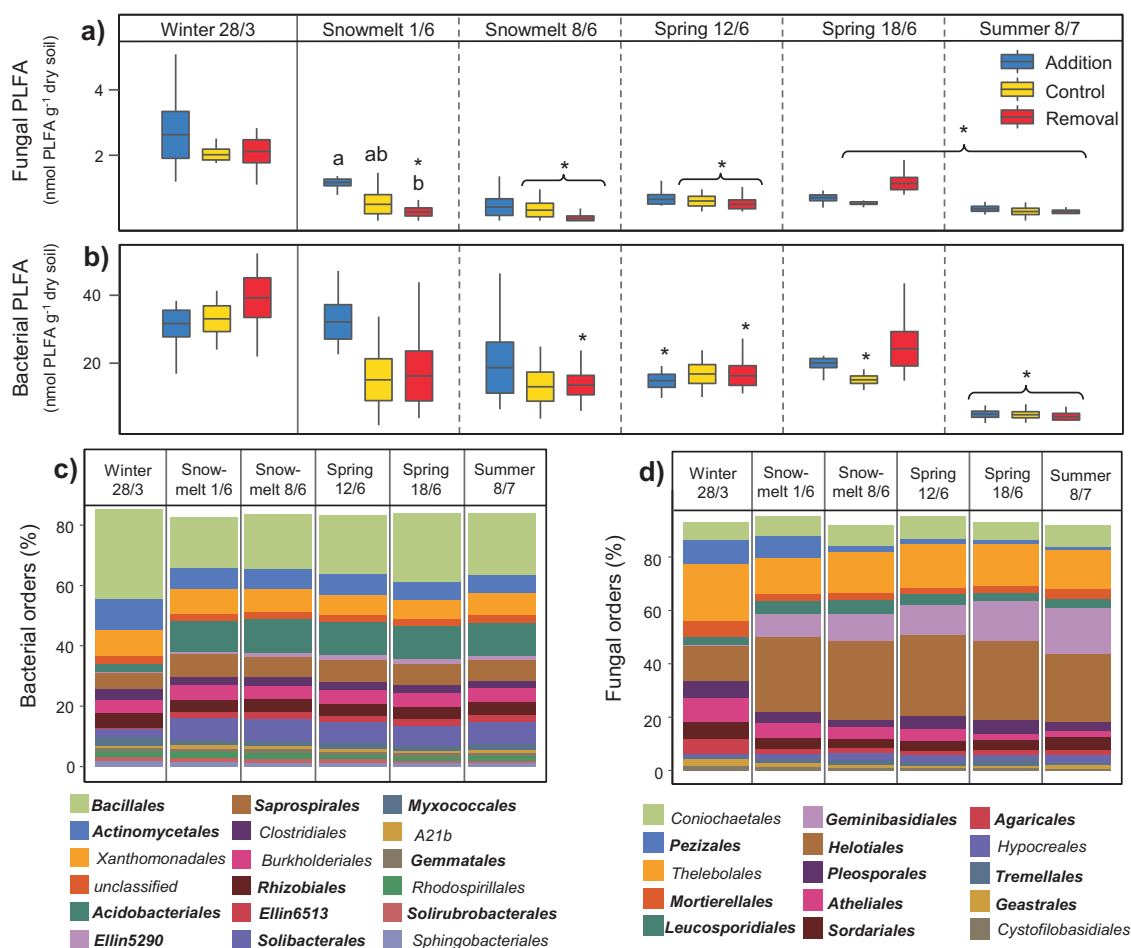 a)
Winter 28/3 Snowmelt 1/6 Snowmelt 8/6 Spring 12/6 Spring 18/6 Summer 8/7
Fungal PLFA
(nmol PLFA g⁻¹ dry soil)
4
2
a ab * b
*
*
*
Addition
Control
Removal
b)
Bacterial PLFA
(nmol PLFA g⁻¹ dry soil)
40
20
*
* *
*
*
c)
Winter 28/3 Snow-melt 1/6 Snow-melt 8/6 Spring 12/6 Spring 18/6 Summer 8/7
Bacterial orders (%)
80
60
40
20
0
Bacillales Saprospirales Myxococcales
Actinomycetales Clostridiales A21b
Xanthomonadales Burkholderiales Gemmatales
unclassified Rhizobiales Rhodospirillales
Acidobacteriales Ellin6513 Solirubrobacterales
Ellin5290 Solibacterales Sphingobacteriales
d)
Winter 28/3 Snow-melt 1/6 Snow-melt 8/6 Spring 12/6 Spring 18/6 Summer 8/7
Fungal orders (%)
80
60
40
20
0
Coniochaetales Geminibasidiales Agaricales
Pezizales Helotiales Hypocreales
Thelebolales Pleosporales Tremellales
Mortierellales Atheliales Geastrales
Leucosporidiales Sordariales Cystofilobasidiales